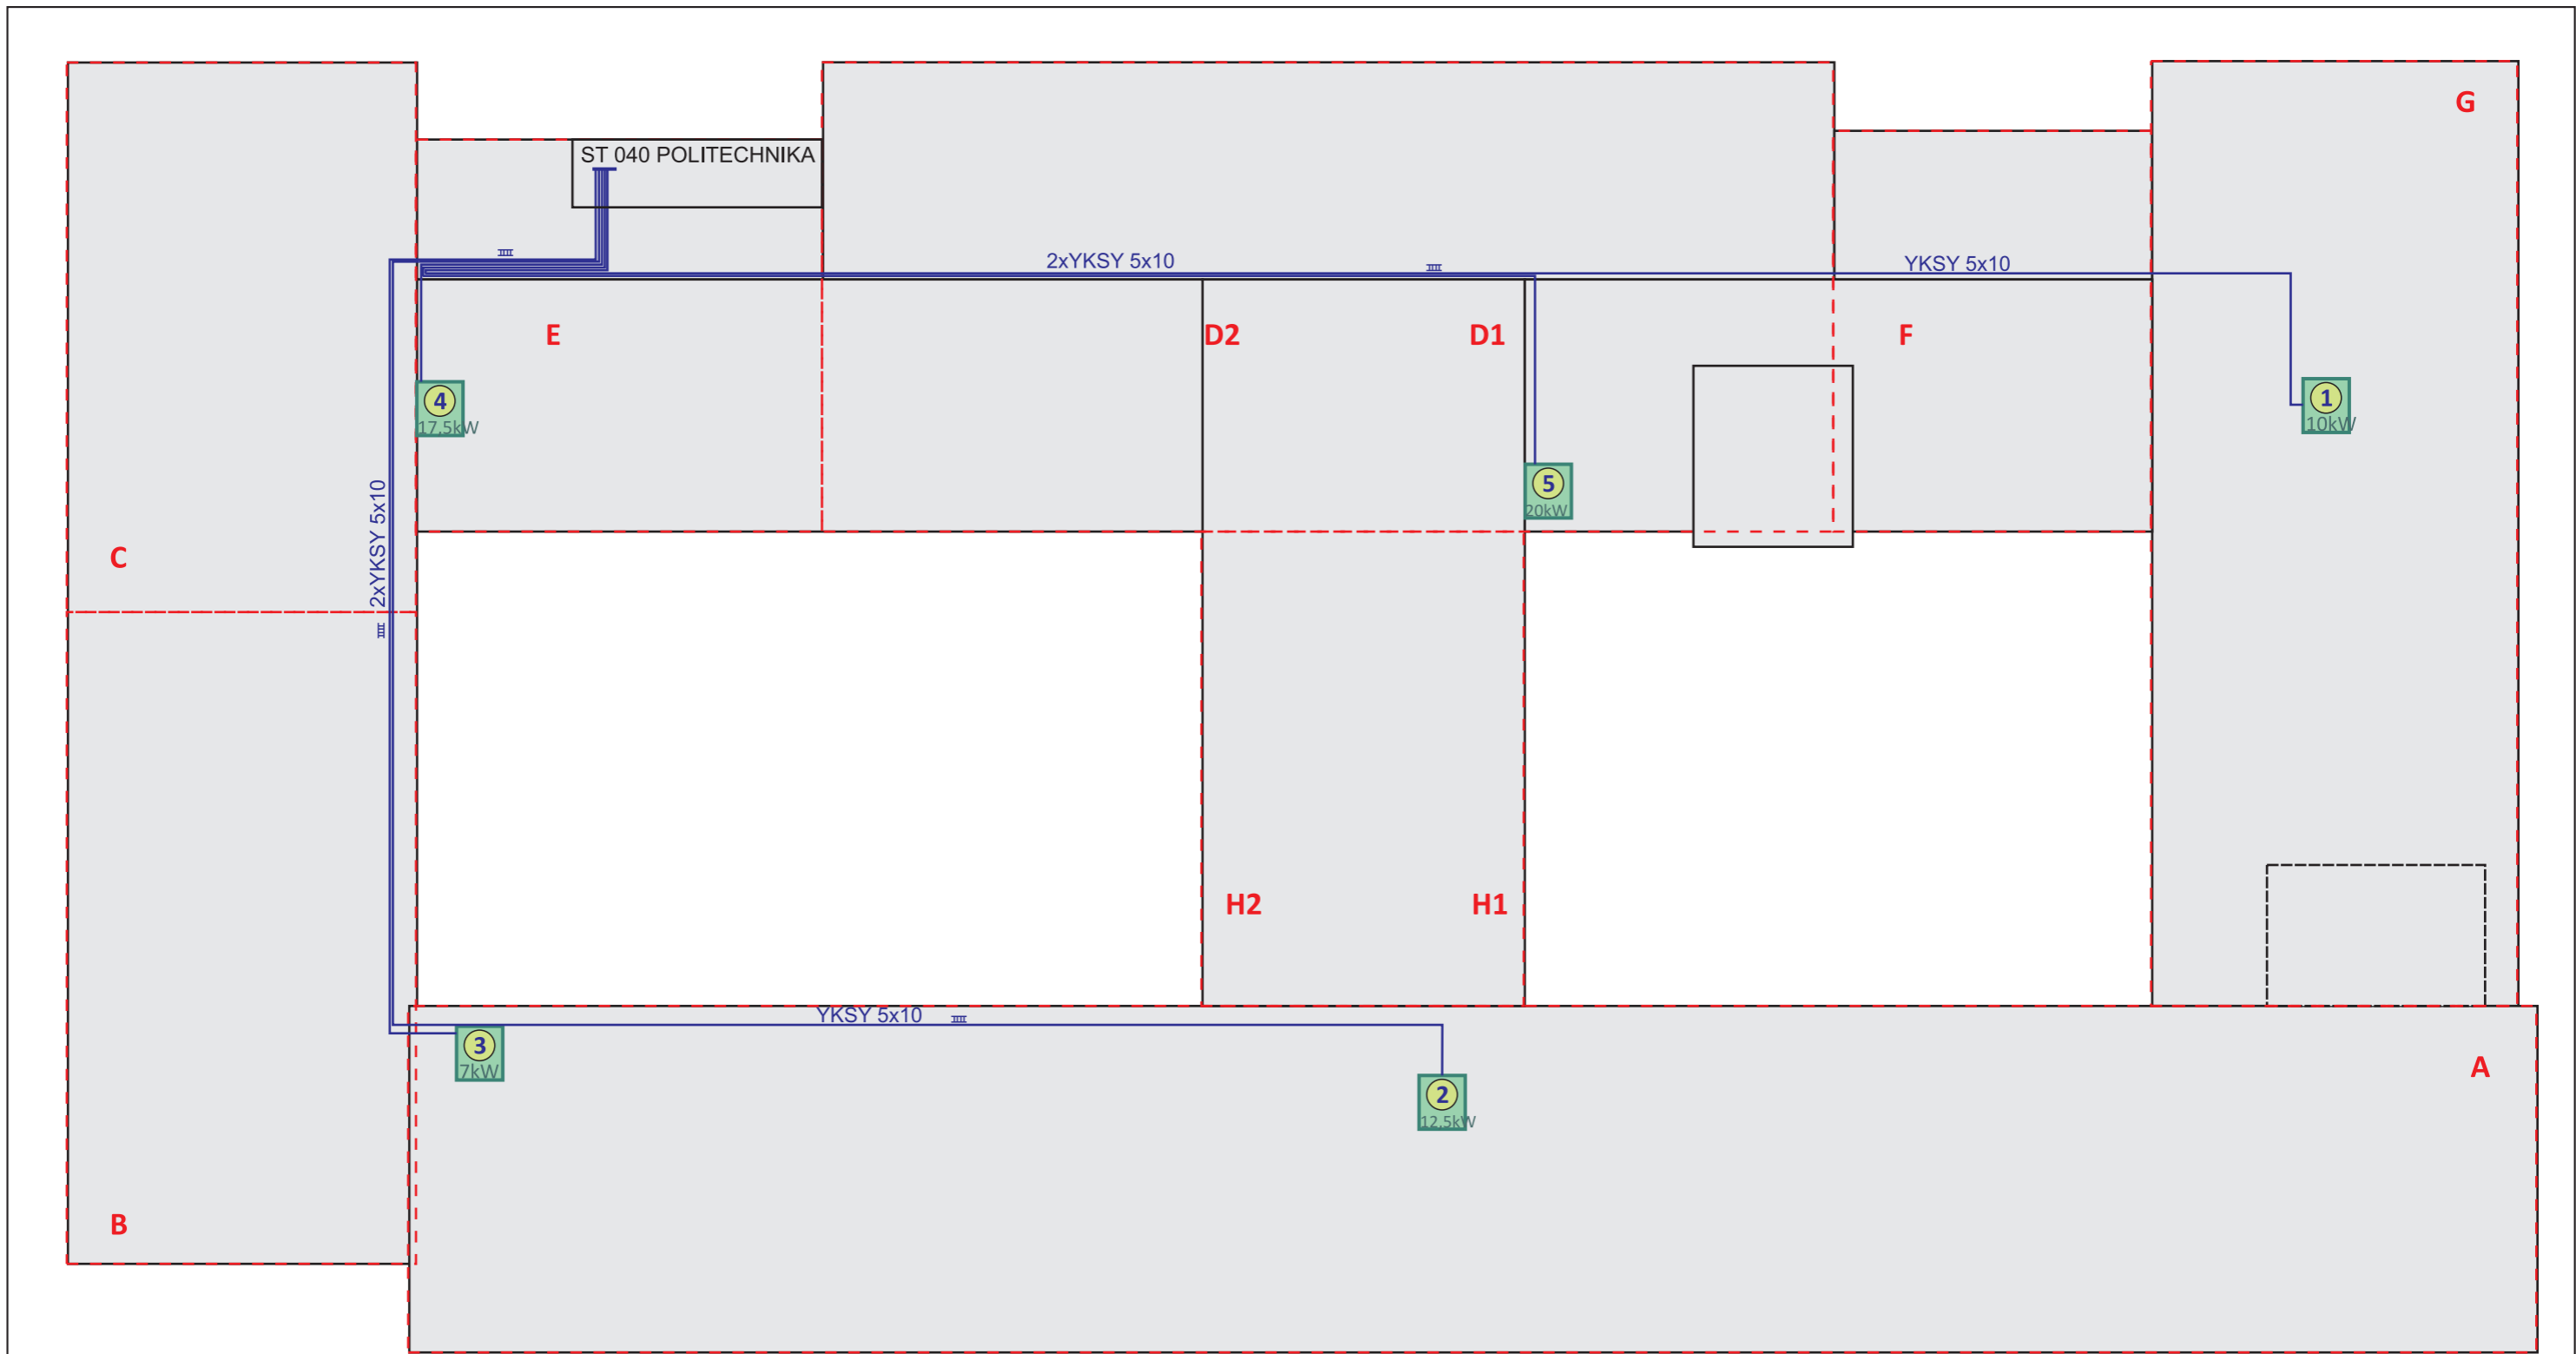 G
ST 040 POLITECHNIKA
2xYKSY 5x10
YKSY 5x10
E
D2
D1
F
4
17,5kW
1
10kW
5
20kW
2xYKSY 5x10
C
H2
H1
YKSY 5x10
3
7kW
A
2
12,5kW
B